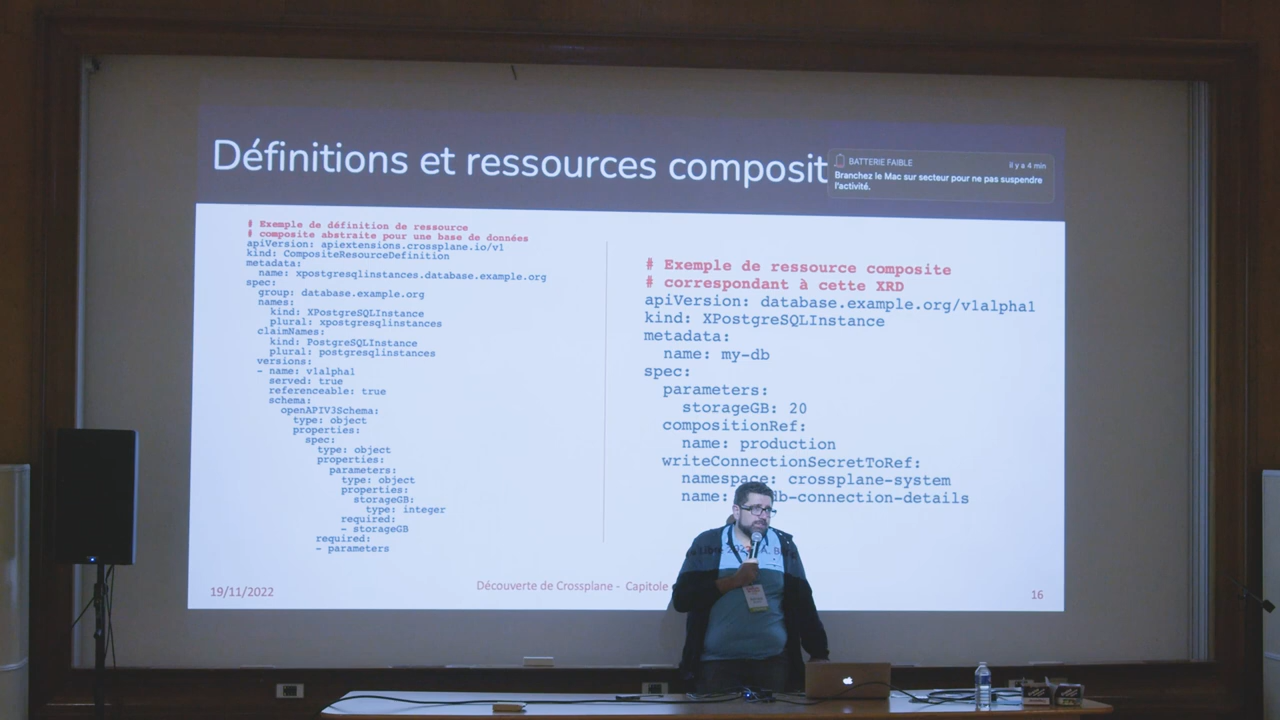 Définitions et ressources composit
BATTERIE FAIBLE
il y a 4 min
Branchez le Mac sur secteur pour ne pas suspendre
l'activité.
# Exemple de définition de ressource
# composite abstraite pour une base de données
apiVersion: apiextensions.crossplane.io/v1
kind: CompositeResourceDefinition
metadata:
name: xpostgresqlinstances.database.example.org
spec:
group: database.example.org
names:
kind: XPostgreSQLInstance
plural: xpostgresqlinstances
claimNames:
kind: PostgreSQLInstance
plural: postgresqlinstances
versions:
- name: v1alpha1
served: true
referenceable: true
schema:
openAPIV3Schema:
type: object
properties:
spec:
type: object
properties:
parameters:
type: object
properties:
storageGB:
type: integer
required:
- storageGB
required:
- parameters
# Exemple de ressource composite
# correspondant à cette XRD
apiVersion: database.example.org/v1alpha1
kind: XPostgreSQLInstance
metadata:
name: my-db
spec:
parameters:
storageGB: 20
compositionRef:
name: production
writeConnectionSecretToRef:
namespace: crossplane-system
name: db-connection-details
19/11/2022
Découverte de Crossplane - Capitole
16